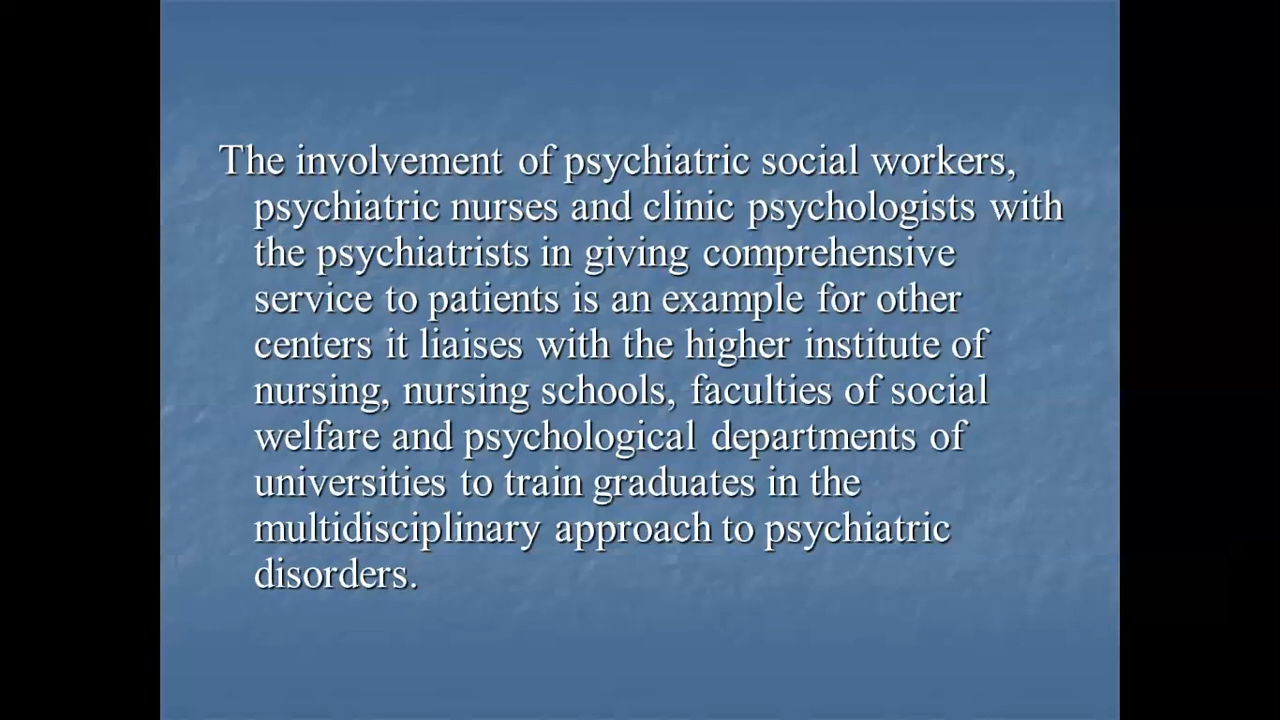 The involvement of psychiatric social workers,
psychiatric nurses and clinic psychologists with
the psychiatrists in giving comprehensive
service to patients is an example for other
centers it liaises with the higher institute of
nursing, nursing schools, faculties of social
welfare and psychological departments of
universities to train graduates in the
multidisciplinary approach to psychiatric
disorders.